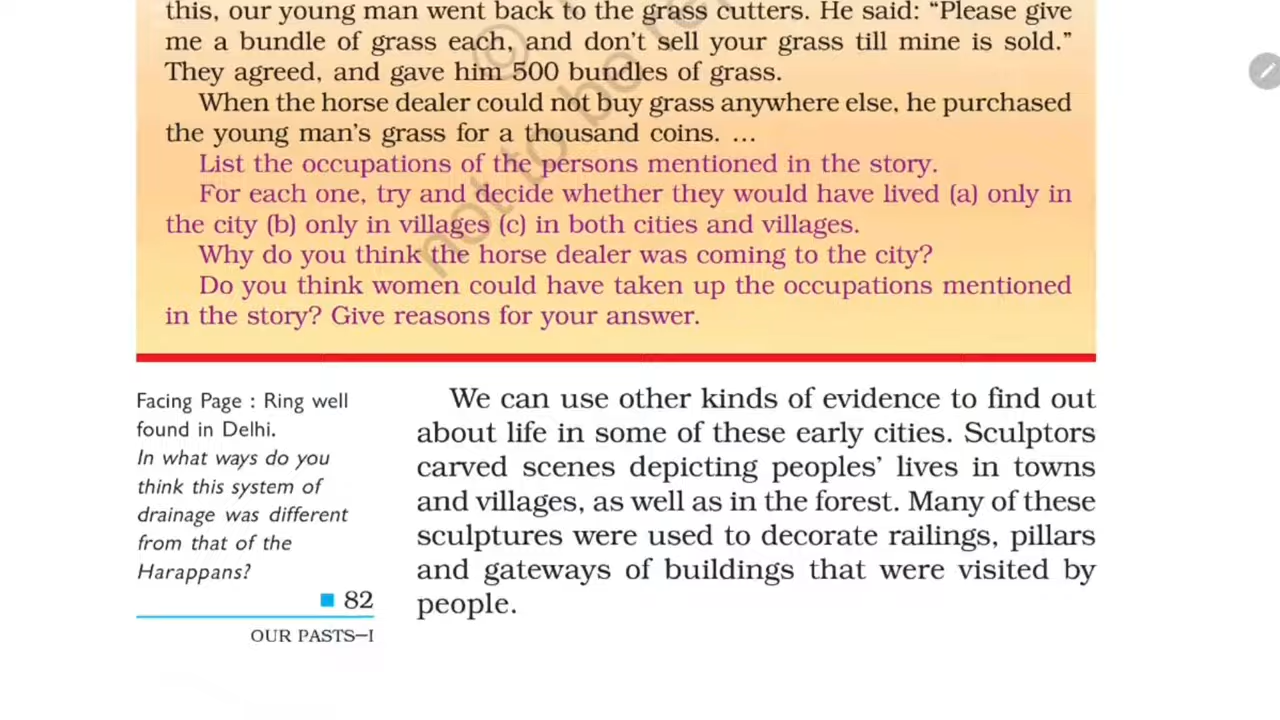 this, our young man went back to the grass cutters. He said: “Please give
me a bundle of grass each, and don’t sell your grass till mine is sold.”
They agreed, and gave him 500 bundles of grass.
When the horse dealer could not buy grass anywhere else, he purchased
the young man’s grass for a thousand coins. …
List the occupations of the persons mentioned in the story.
For each one, try and decide whether they would have lived (a) only in
the city (b) only in villages (c) in both cities and villages.
Why do you think the horse dealer was coming to the city?
Do you think women could have taken up the occupations mentioned
in the story? Give reasons for your answer.
Facing Page : Ring well
found in Delhi.
In what ways do you
think this system of
drainage was different
from that of the
Harappans?
82
OUR PASTS–I
We can use other kinds of evidence to find out
about life in some of these early cities. Sculptors
carved scenes depicting peoples’ lives in towns
and villages, as well as in the forest. Many of these
sculptures were used to decorate railings, pillars
and gateways of buildings that were visited by
people.
©
not to be re